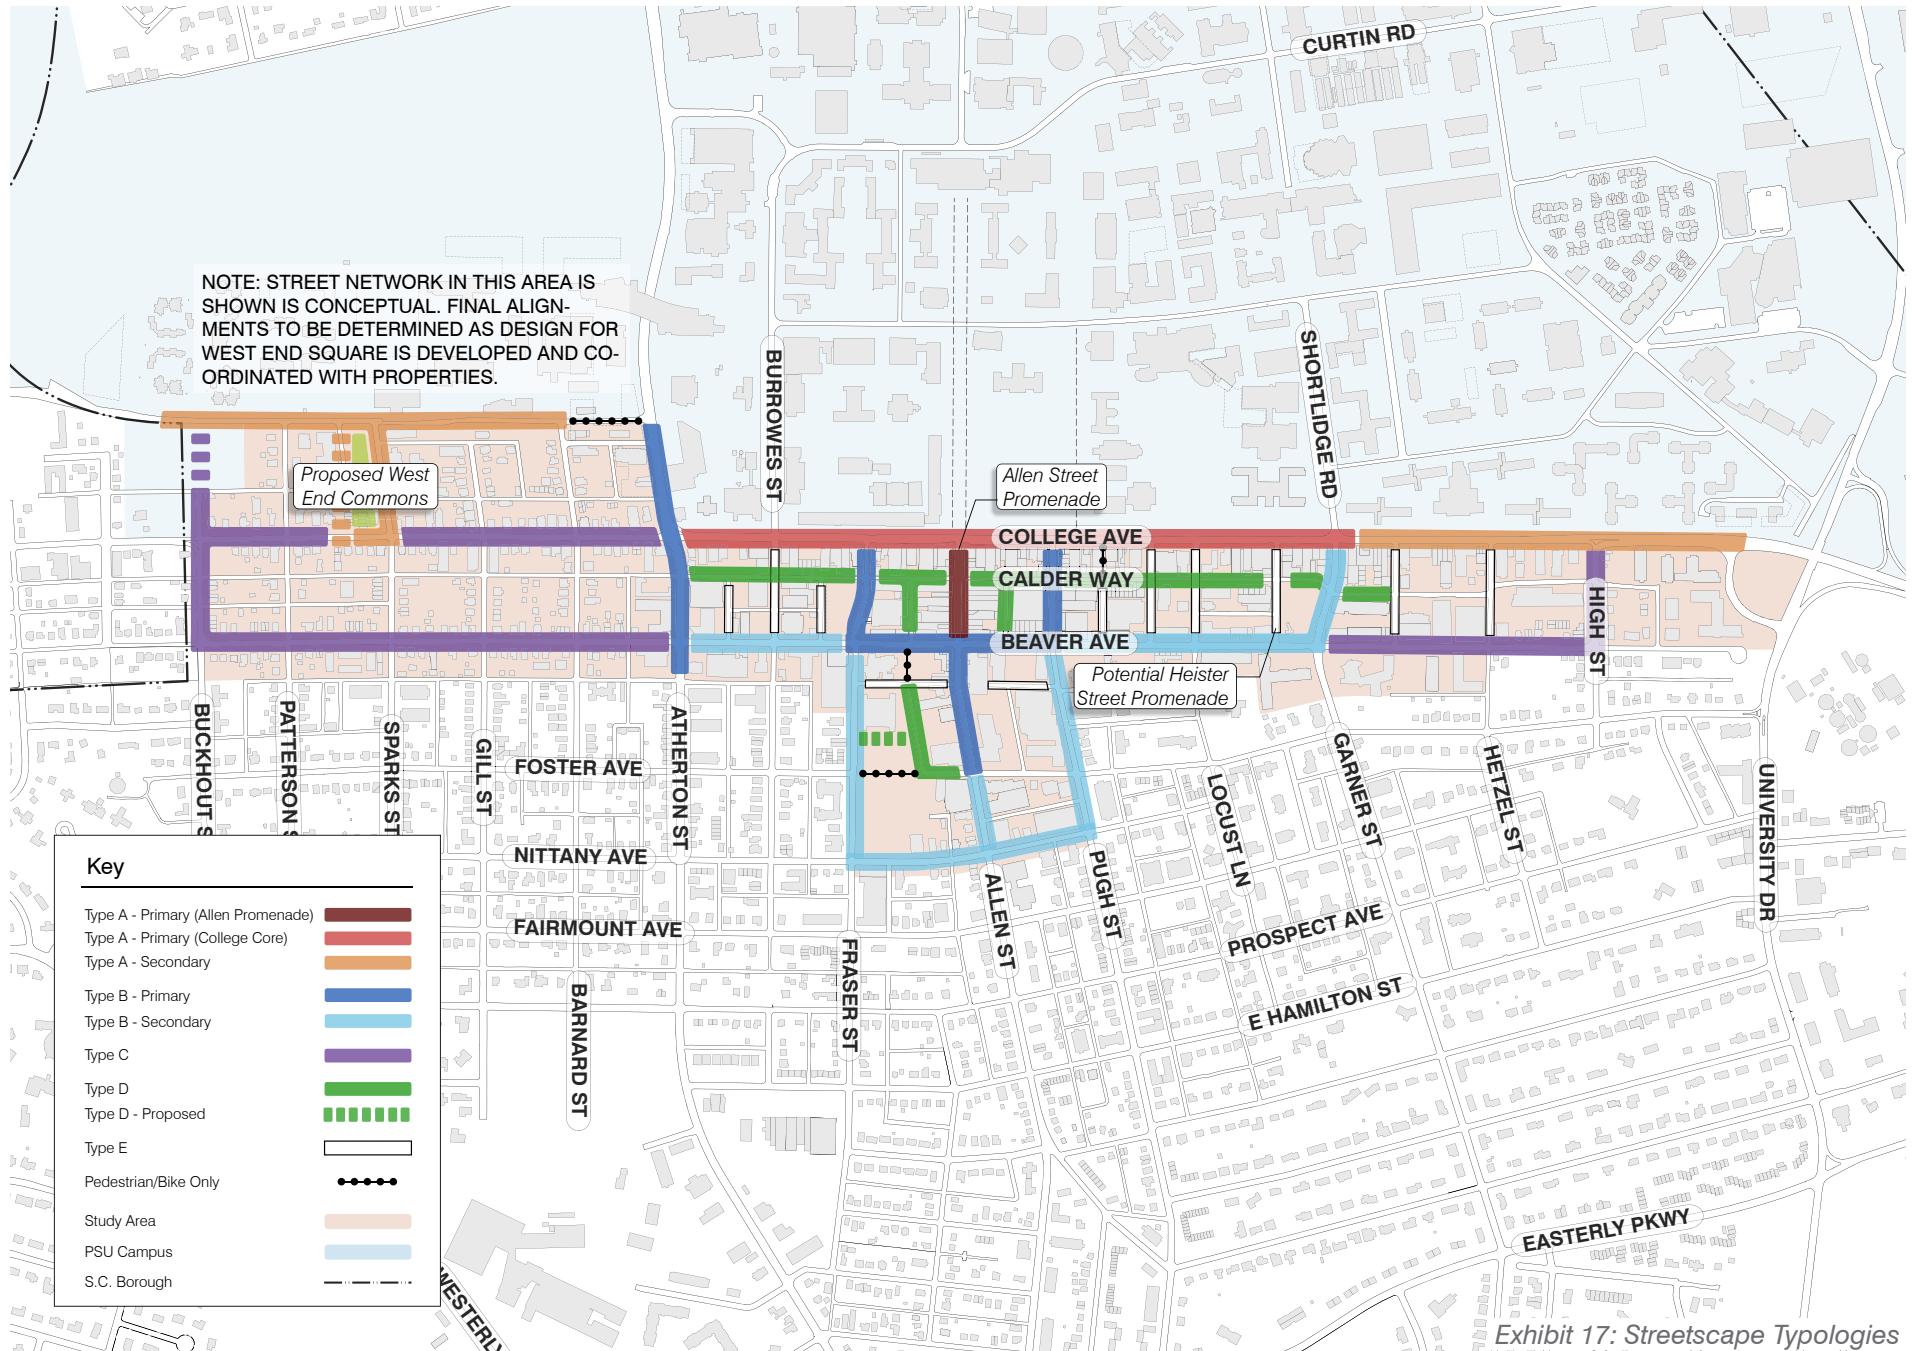 CURTIN RD
NOTE: STREET NETWORK IN THIS AREA IS
SHOWN IS CONCEPTUAL. FINAL ALIGN-
MENTS TO BE DETERMINED AS DESIGN FOR
WEST END SQUARE IS DEVELOPED AND CO-
ORDINATED WITH PROPERTIES.
BURROWES ST
SHORTLIDGE RD
Proposed West
End Commons
Allen Street
Promenade
COLLEGE AVE
CALDER WAY
BEAVER AVE
HIGH ST
Potential Heister
Street Promenade
BUCKHOUT S
PATTERSON S
SPARKS ST
GILL ST
ATHERTON ST
FOSTER AVE
NITTANY AVE
FAIRMOUNT AVE
BARNARD ST
FRASER ST
ALLEN ST
PUGH ST
LOCUST LN
GARNER ST
HETZEL ST
UNIVERSITY DR
PROSPECT AVE
E HAMILTON ST
EASTERLY PKWY
WESTERLY
Key
Type A - Primary (Allen Promenade)
Type A - Primary (College Core)
Type A - Secondary
Type B - Primary
Type B - Secondary
Type C
Type D
Type D - Proposed
Type E
Pedestrian/Bike Only
Study Area
PSU Campus
S.C. Borough
Exhibit 17: Streetscape Typologies